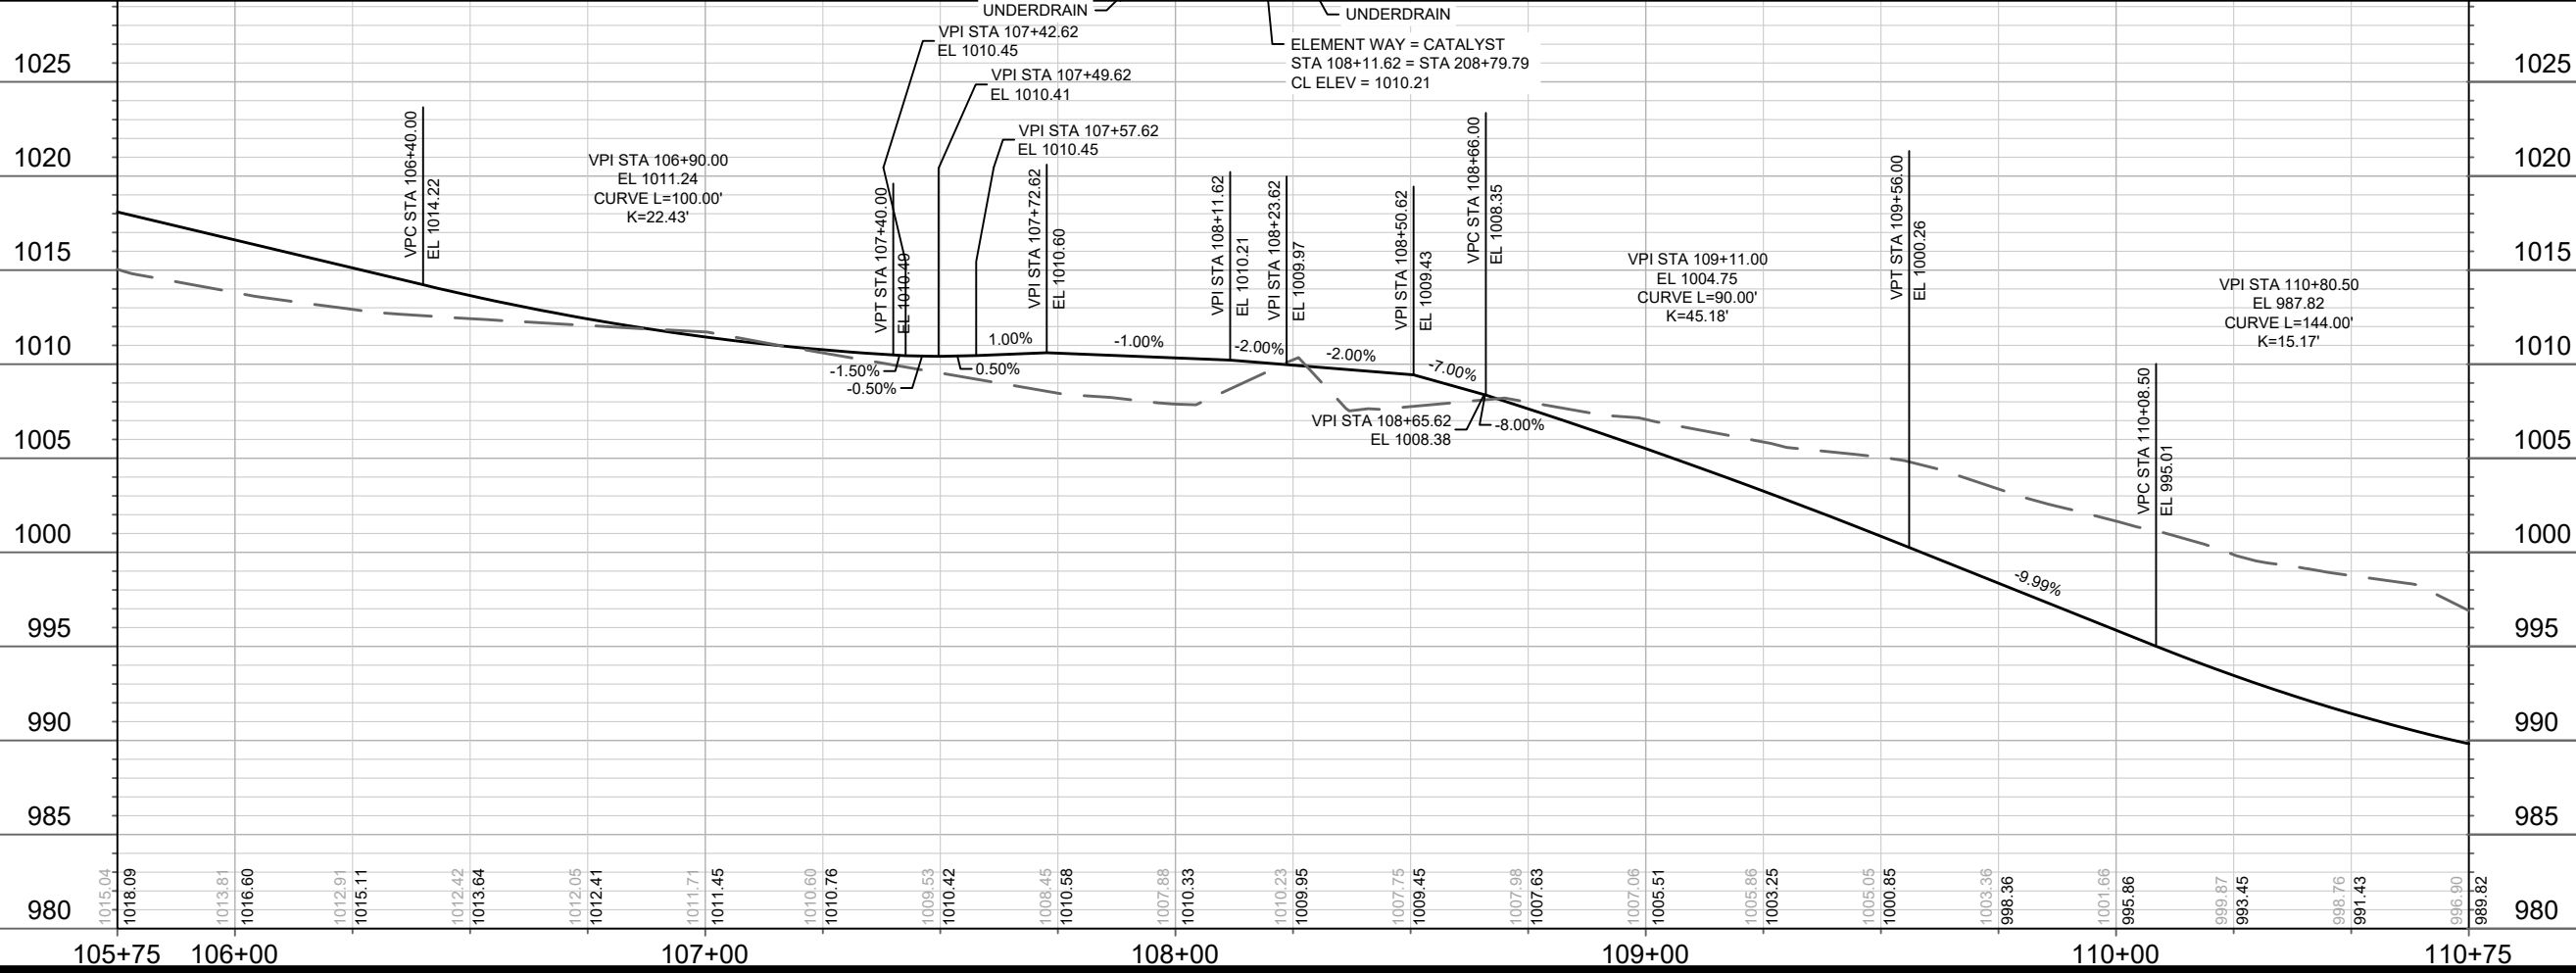 UNDERDRAIN
UNDERDRAIN
VPI STA 107+42.62
EL 1010.45
ELEMENT WAY = CATALYST
STA 108+11.62 = STA 208+79.79
CL ELEV = 1010.21
VPI STA 107+49.62
EL 1010.41
VPI STA 107+57.62
EL 1010.45
1025
1025
1020
1020
1015
1015
1010
1010
1005
1005
1000
1000
995
995
990
990
985
985
980
980
VPC STA 106+40.00
EL 1014.22
VPI STA 106+90.00
EL 1011.24
CURVE L=100.00'
K=22.43'
VPT STA 107+40.00
EL 1010.49
VPI STA 107+72.62
EL 1010.60
VPI STA 108+11.62
EL 1010.21
VPI STA 108+23.62
EL 1009.97
VPI STA 108+50.62
EL 1009.43
VPC STA 108+66.00
EL 1008.35
VPI STA 109+11.00
EL 1004.75
CURVE L=90.00'
K=45.18'
VPT STA 109+56.00
EL 1000.26
VPI STA 110+80.50
EL 987.82
CURVE L=144.00'
K=15.17'
VPC STA 110+08.50
EL 995.01
-1.50%
-0.50%
0.50%
1.00%
-1.00%
-2.00%
-2.00%
-7.00%
VPI STA 108+65.62
EL 1008.38
-8.00%
-9.99%
1015.04
1018.09
1013.81
1016.60
1012.91
1015.11
1012.42
1013.64
1012.05
1012.41
1011.71
1011.45
1010.60
1010.76
1009.53
1010.42
1008.45
1010.58
1007.88
1010.33
1010.23
1009.95
1007.75
1009.45
1007.98
1007.63
1007.06
1005.51
1005.86
1003.25
1005.05
1000.85
1003.36
998.36
1001.66
995.86
999.87
993.45
998.76
991.43
996.90
989.82
105+75
106+00
107+00
108+00
109+00
110+00
110+75